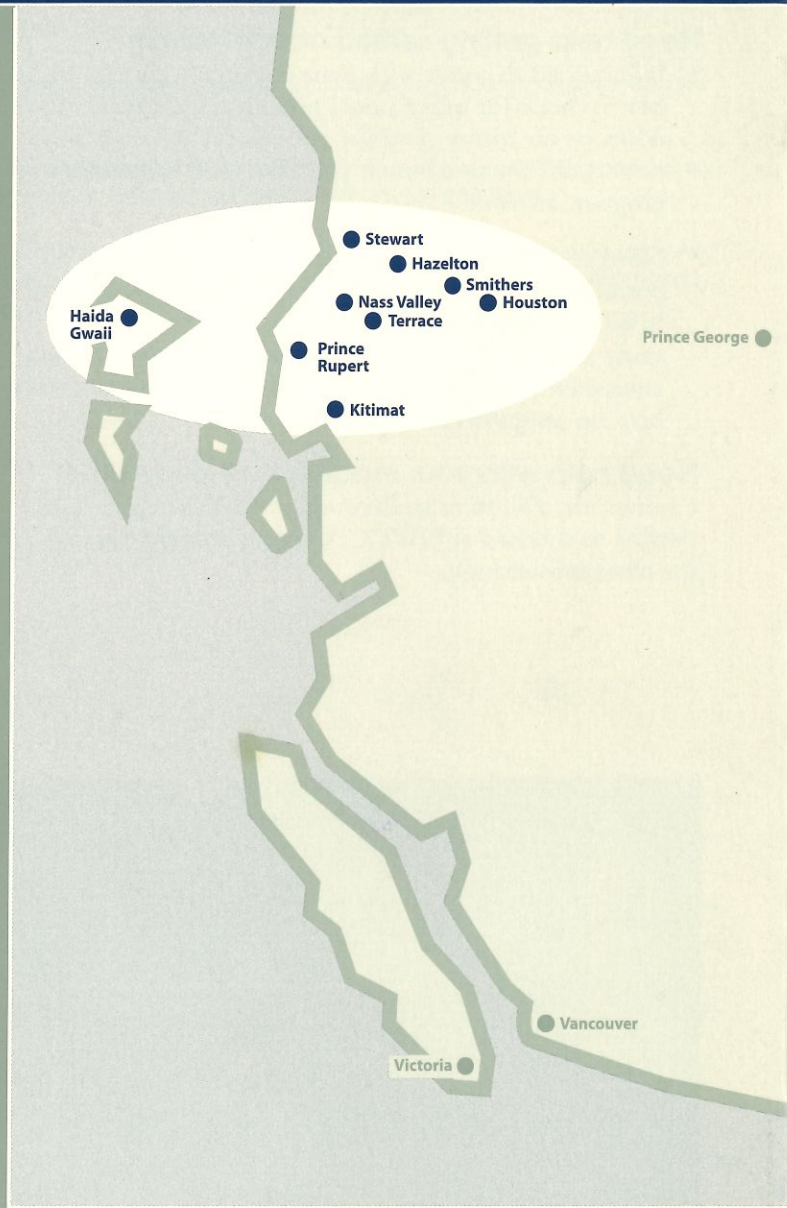 Stewart
Hazelton
Smithers
Nass Valley
Houston
Haida
Gwaii
Terrace
Prince George
Prince
Rupert
Kitimat
Vancouver
Victoria